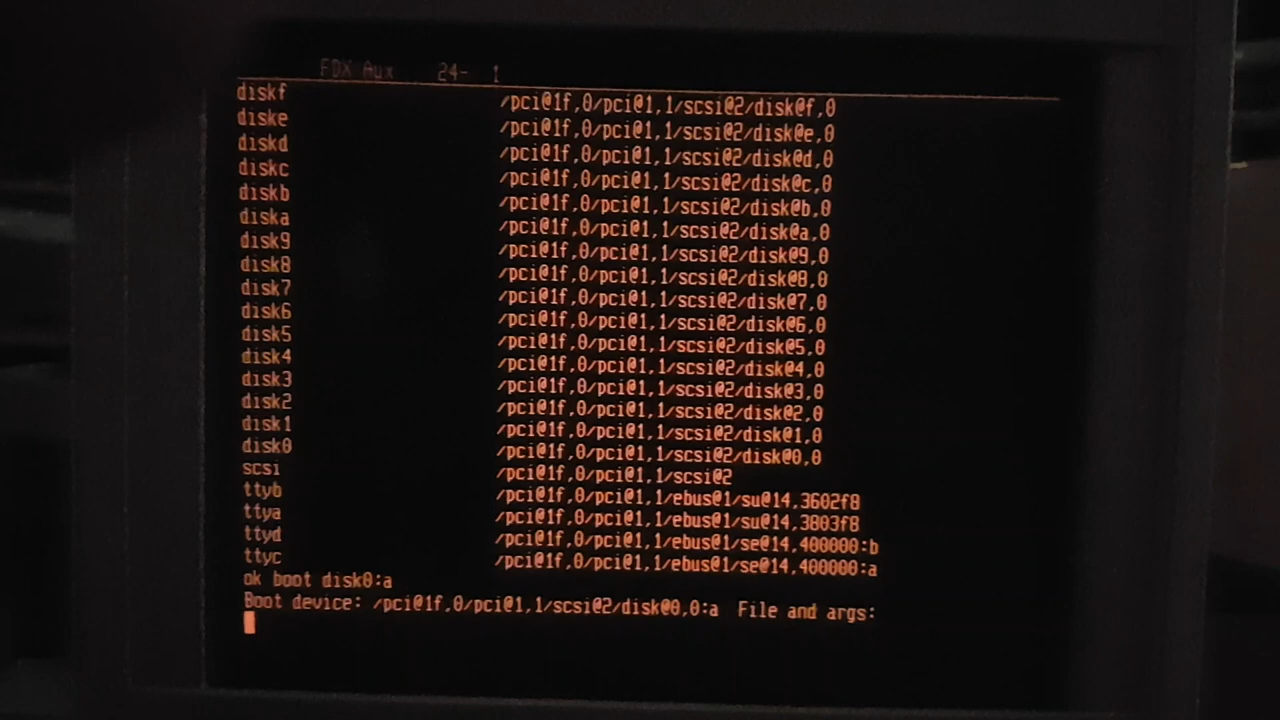 FDX Aux 24- 1
diskf /pci@1f,0/pci@1,1/scsi@2/disk@f,0
diske /pci@1f,0/pci@1,1/scsi@2/disk@e,0
diskd /pci@1f,0/pci@1,1/scsi@2/disk@d,0
diskc /pci@1f,0/pci@1,1/scsi@2/disk@c,0
diskb /pci@1f,0/pci@1,1/scsi@2/disk@b,0
diska /pci@1f,0/pci@1,1/scsi@2/disk@a,0
disk9 /pci@1f,0/pci@1,1/scsi@2/disk@9,0
disk8 /pci@1f,0/pci@1,1/scsi@2/disk@8,0
disk7 /pci@1f,0/pci@1,1/scsi@2/disk@7,0
disk6 /pci@1f,0/pci@1,1/scsi@2/disk@6,0
disk5 /pci@1f,0/pci@1,1/scsi@2/disk@5,0
disk4 /pci@1f,0/pci@1,1/scsi@2/disk@4,0
disk3 /pci@1f,0/pci@1,1/scsi@2/disk@3,0
disk2 /pci@1f,0/pci@1,1/scsi@2/disk@2,0
disk1 /pci@1f,0/pci@1,1/scsi@2/disk@1,0
disk0 /pci@1f,0/pci@1,1/scsi@2/disk@0,0
scsi /pci@1f,0/pci@1,1/scsi@2
ttyb /pci@1f,0/pci@1,1/ebus@1/su@14,3602f8
ttya /pci@1f,0/pci@1,1/ebus@1/su@14,3803f8
ttyd /pci@1f,0/pci@1,1/ebus@1/se@14,400000:b
ttyc /pci@1f,0/pci@1,1/ebus@1/se@14,400000:a
ok boot disk0:a
Boot device: /pci@1f,0/pci@1,1/scsi@2/disk@0,0:a File and args: